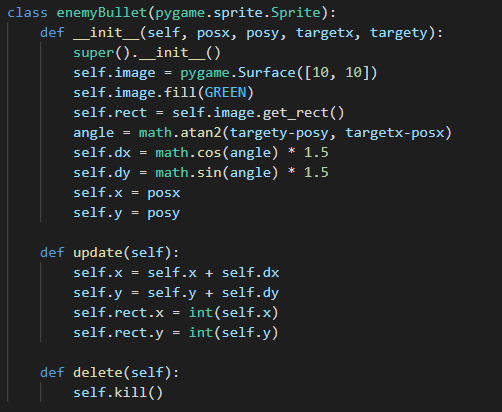 class enemyBullet(pygame.sprite.Sprite):
    def __init__(self, posx, posy, targetx, targety):
        super().__init__()
        self.image = pygame.Surface([10, 10])
        self.image.fill(GREEN)
        self.rect = self.image.get_rect()
        angle = math.atan2(targety-posy, targetx-posx)
        self.dx = math.cos(angle) * 1.5
        self.dy = math.sin(angle) * 1.5
        self.x = posx
        self.y = posy

    def update(self):
        self.x = self.x + self.dx
        self.y = self.y + self.dy
        self.rect.x = int(self.x)
        self.rect.y = int(self.y)

    def delete(self):
        self.kill()